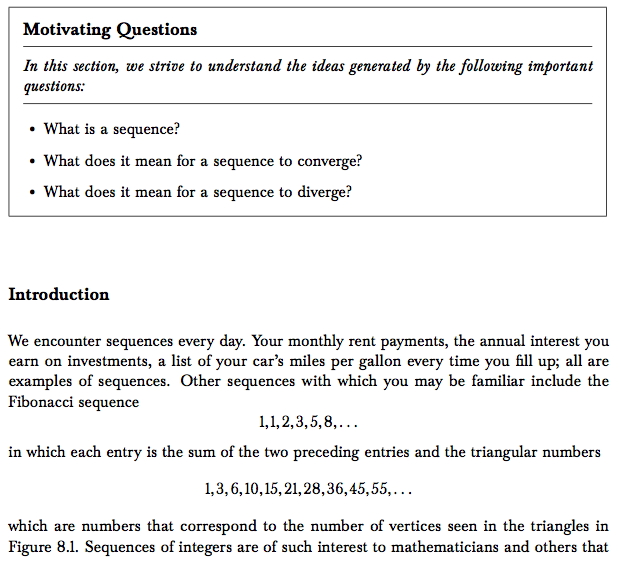 Motivating Questions
In this section, we strive to understand the ideas generated by the following important
questions:
• What is a sequence?
• What does it mean for a sequence to converge?
• What does it mean for a sequence to diverge?
Introduction
We encounter sequences every day. Your monthly rent payments, the annual interest you
earn on investments, a list of your car's miles per gallon every time you fill up; all are
examples of sequences. Other sequences with which you may be familiar include the
Fibonacci sequence
1,1,2,3,5,8,...
in which each entry is the sum of the two preceding entries and the triangular numbers
1,3,6,10,15,21,28,36,45,55,...
which are numbers that correspond to the number of vertices seen in the triangles in
Figure 8.1. Sequences of integers are of such interest to mathematicians and others that